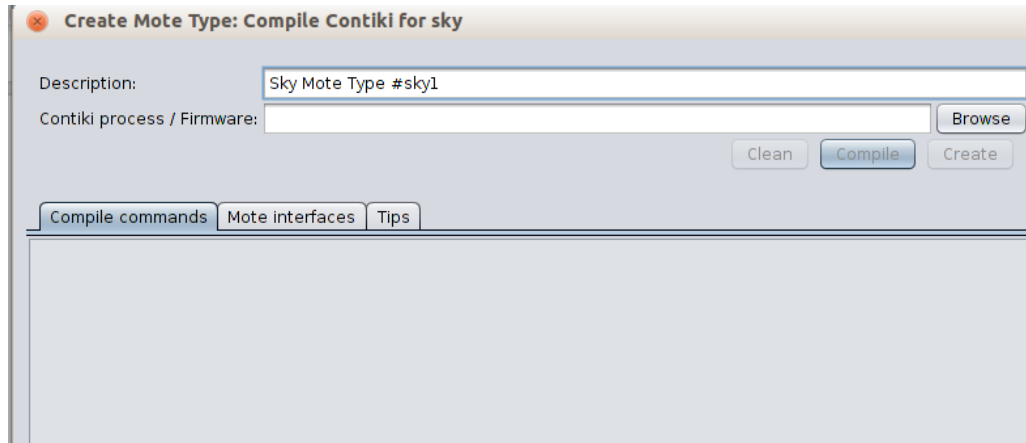 Create Mote Type: Compile Contiki for sky
Description: Sky Mote Type #sky1
Contiki process / Firmware: Browse
Clean Compile Create
Compile commands Mote interfaces Tips